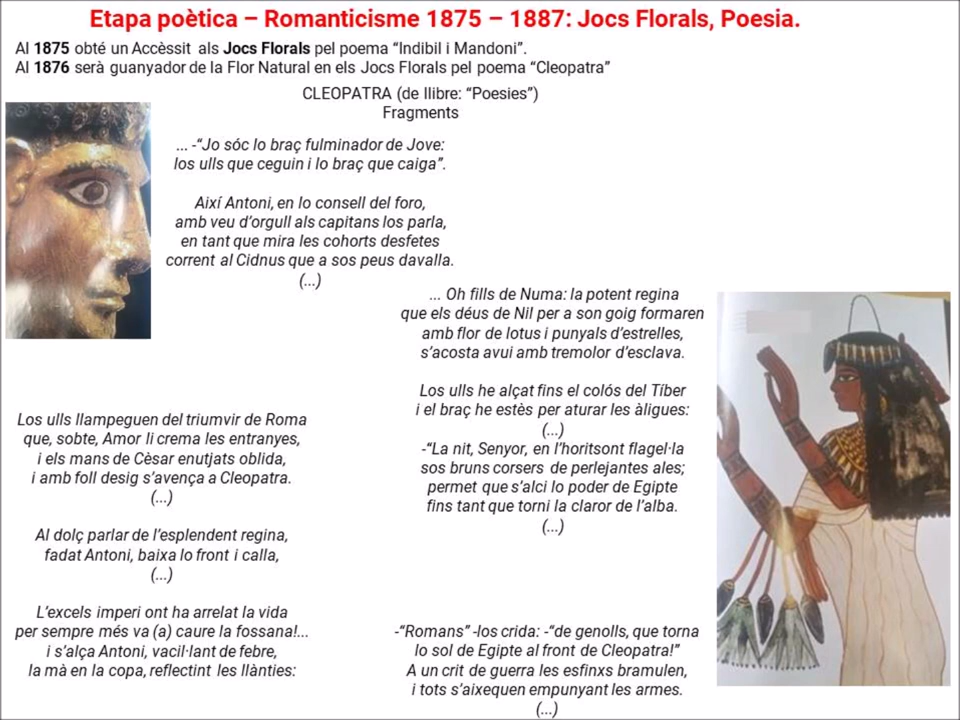 Etapa poètica – Romanticisme 1875 – 1887: Jocs Florals, Poesia.
Al 1875 obté un Accèssit als Jocs Florals pel poema “Indibil i Mandoni”.
Al 1876 serà guanyador de la Flor Natural en els Jocs Florals pel poema “Cleopatra”
CLEOPATRA (de llibre: “Poesies”)
Fragments
... -“Jo sóc lo braç fulminador de Jove:
los ulls que ceguin i lo braç que caiga”.
Així Antoni, en lo consell del foro,
amb veu d’orgull als capitans los parla,
en tant que mira les cohorts desfetes
corrent al Cidnus que a sos peus davalla.
(...)
... Oh fills de Numa: la potent regina
que els déus de Nil per a son goig formaren
amb flor de lotus i punyals d’estrelles,
s’acosta avui amb tremolor d’esclava.
Los ulls he alçat fins el colós del Tíber
i el braç he estès per aturar les àligues:
(...)
-“La nit, Senyor, en l’horitsont flagel·la
sos bruns corsers de perlejantes ales;
permet que s’alci lo poder de Egipte
fins tant que torni la claror de l’alba.
(...)
Los ulls llampeguen del triumvir de Roma
que, sobte, Amor li crema les entranyes,
i els mans de Cèsar enutjats oblida,
i amb foll desig s’avença a Cleopatra.
(...)
Al dolç parlar de l’esplendent regina,
fadat Antoni, baixa lo front i calla,
(...)
L’excels imperi ont ha arrelat la vida
per sempre més va (a) caure la fossana!...
i s’alça Antoni, vacil·lant de febre,
la mà en la copa, reflectint les llànties:
-“Romans” -los crida: -“de genolls, que torna
lo sol de Egipte al front de Cleopatra!”
A un crit de guerra les esfinxs bramulen,
i tots s’aixequen empunyant les armes.
(...)